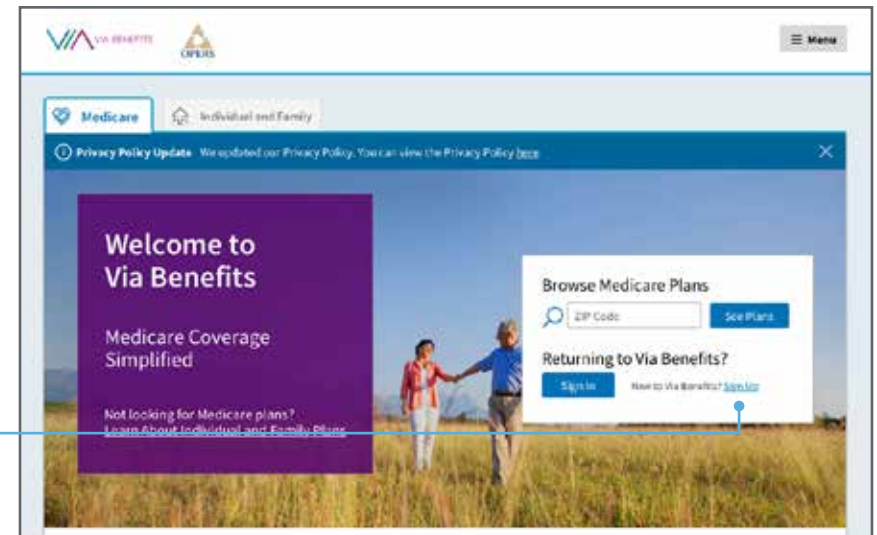 VIA BENEFITS
OPERS
☰ Menu
Medicare
Individual and Family
Privacy Policy Update We updated our Privacy Policy. You can view the Privacy Policy here
Welcome to
Via Benefits
Medicare Coverage
Simplified
Not looking for Medicare plans?
Learn About Individual and Family Plans
Browse Medicare Plans
ZIP Code
See Plans
Returning to Via Benefits?
Sign In
New to Via Benefits? Sign Up